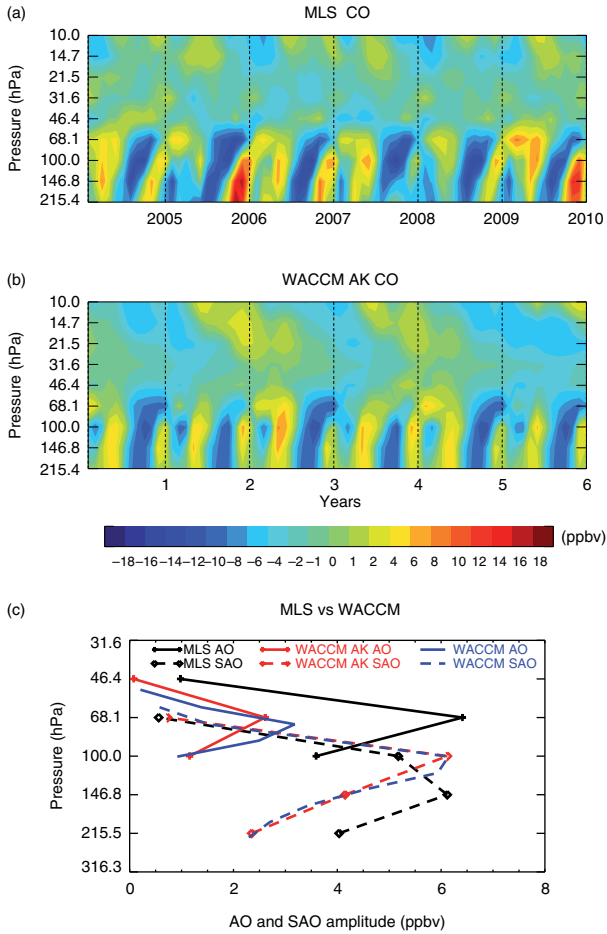 (a)
MLS CO
Pressure (hPa)
10.0
14.7
21.5
31.6
46.4
68.1
100.0
146.8
215.4
2005 2006 2007 2008 2009 2010
(b)
WACCM AK CO
Pressure (hPa)
10.0
14.7
21.5
31.6
46.4
68.1
100.0
146.8
215.4
1 2 3 4 5 6
Years
(ppbv)
−18 −16 −14 −12 −10 −8 −6 −4 −2 −1 0 1 2 4 6 8 10 12 14 16 18
(c)
MLS vs WACCM
MLS AO WACCM AK AO WACCM AO
MLS SAO WACCM AK SAO WACCM SAO
Pressure (hPa)
31.6
46.4
68.1
100.0
146.8
215.5
316.3
0 2 4 6 8
AO and SAO amplitude (ppbv)